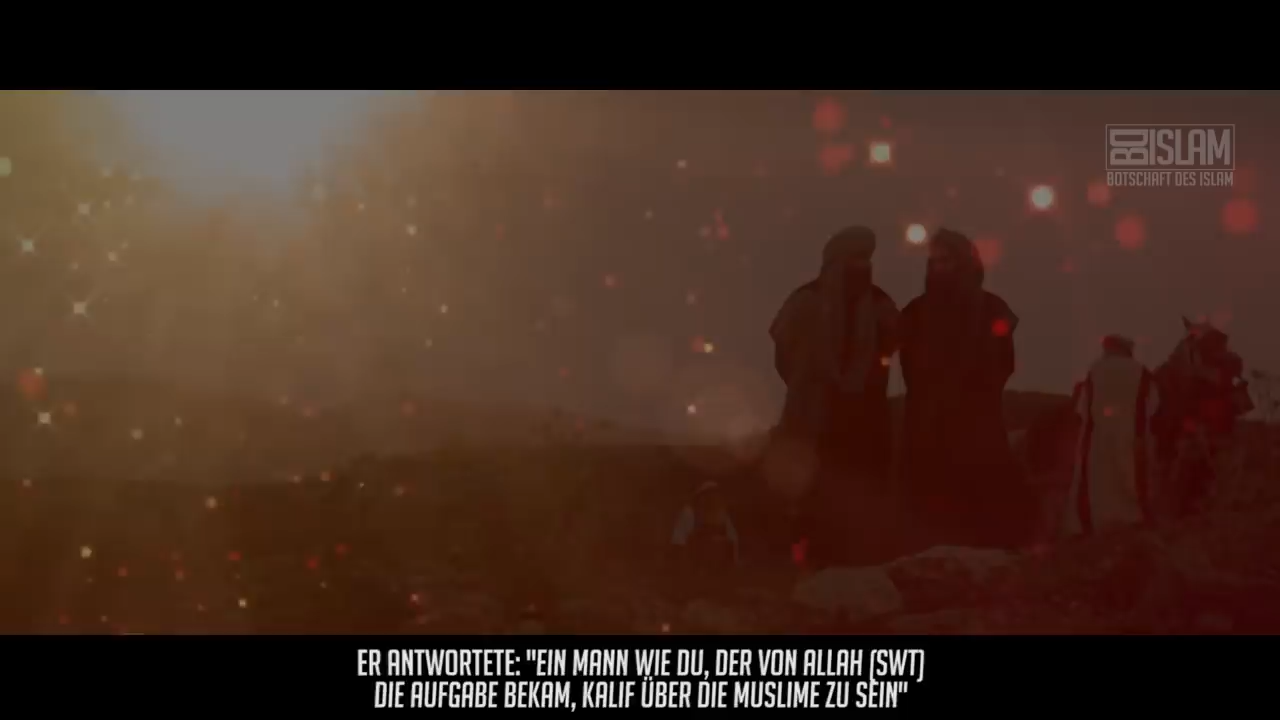 BDISLAM
BOTSCHAFT DES ISLAM
ER ANTWORTETE: "EIN MANN WIE DU, DER VON ALLAH (SWT)
DIE AUFGABE BEKAM, KALIF ÜBER DIE MUSLIME ZU SEIN"